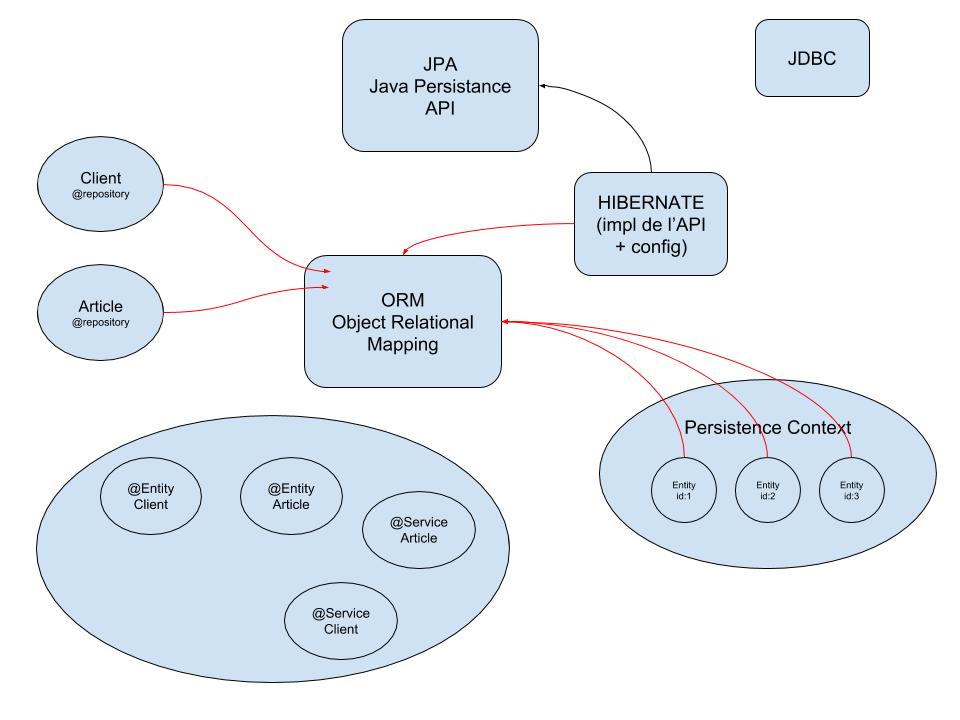 JPA
Java Persistance
API
JDBC
Client
@repository
HIBERNATE
(impl de l'API
+ config)
Article
@repository
ORM
Object Relational
Mapping
Persistence Context
Entity
id:1
Entity
id:2
Entity
id:3
@Entity
Client
@Entity
Article
@Service
Article
@Service
Client